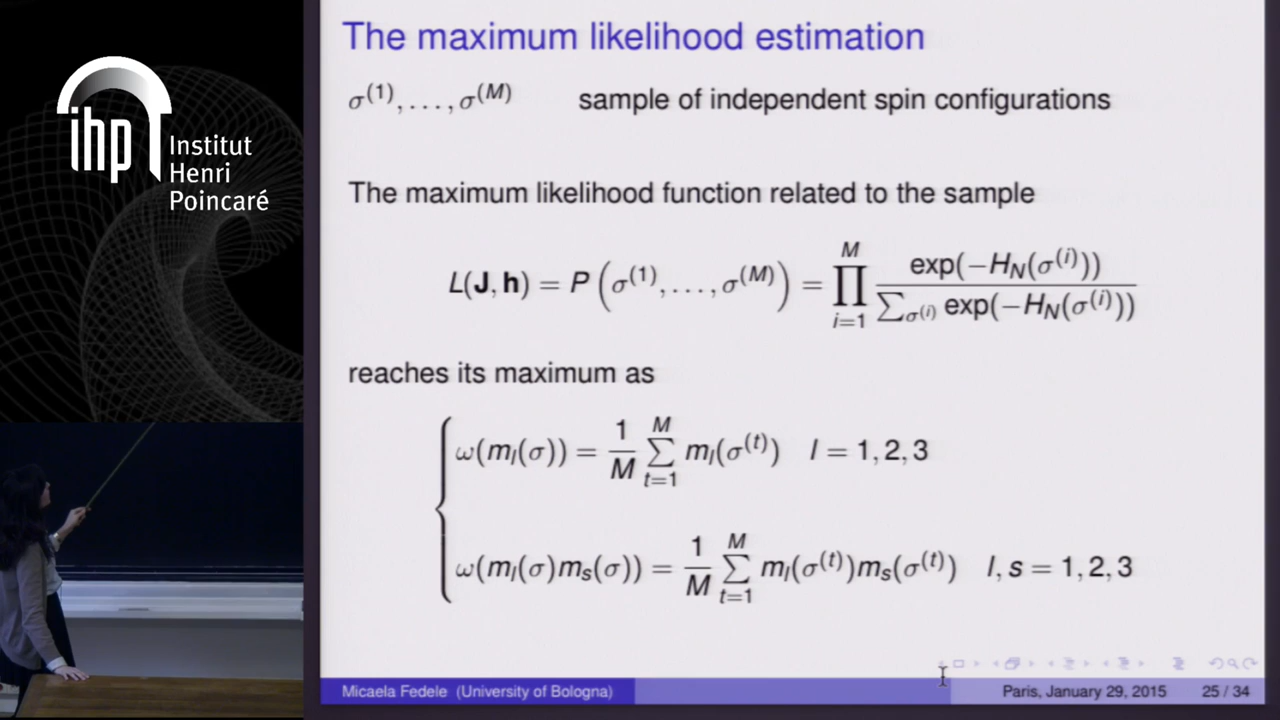 ihp
Institut
Henri
Poincaré
The maximum likelihood estimation
σ^(1), . . . , σ^(M) sample of independent spin configurations
The maximum likelihood function related to the sample
L(J, h) = P (σ^(1), . . . , σ^(M)) = ∏_{i=1}^{M} exp(−H_N(σ^(i))) / ∑_{σ^(i)} exp(−H_N(σ^(i)))
reaches its maximum as
ω(m_l(σ)) = 1/M ∑_{t=1}^{M} m_l(σ^(t)) l = 1, 2, 3
ω(m_l(σ)m_s(σ)) = 1/M ∑_{t=1}^{M} m_l(σ^(t))m_s(σ^(t)) l, s = 1, 2, 3
Micaela Fedele (University of Bologna) Paris, January 29, 2015 25 / 34